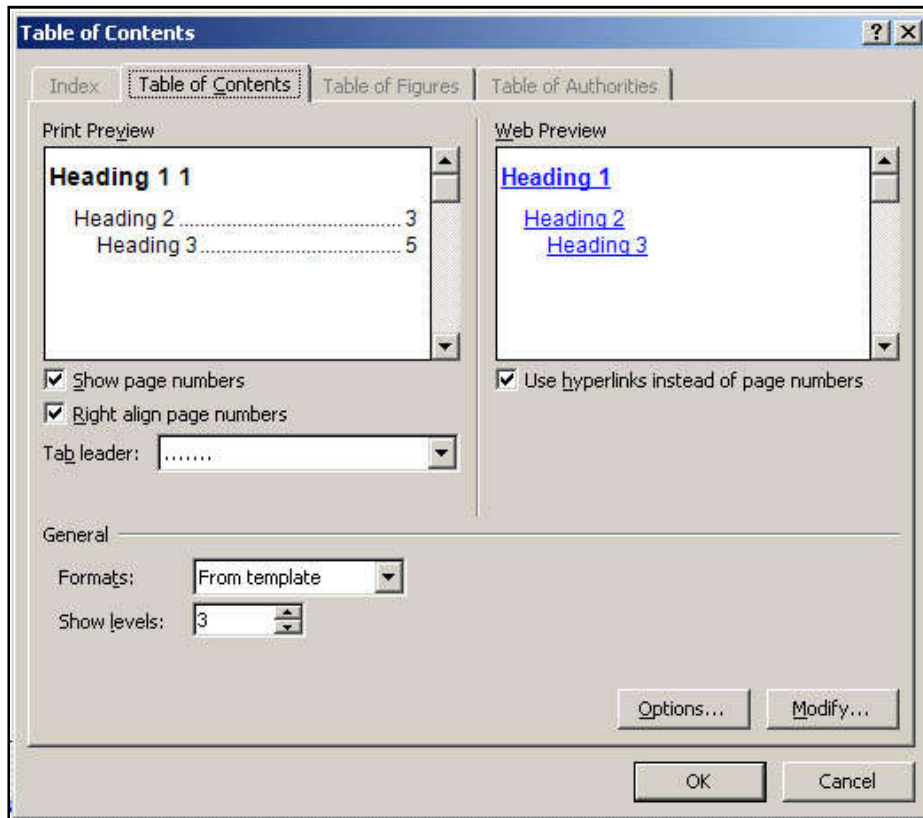 Table of Contents
Index Table of Contents Table of Figures Table of Authorities
Print Preview
Heading 1 1
Heading 2 ........................................ 3
Heading 3 .................................... 5
Show page numbers
Right align page numbers
Tab leader: .......
Web Preview
Heading 1
Heading 2
Heading 3
Use hyperlinks instead of page numbers
General
Formats: From template
Show levels: 3
Options... Modify...
OK Cancel